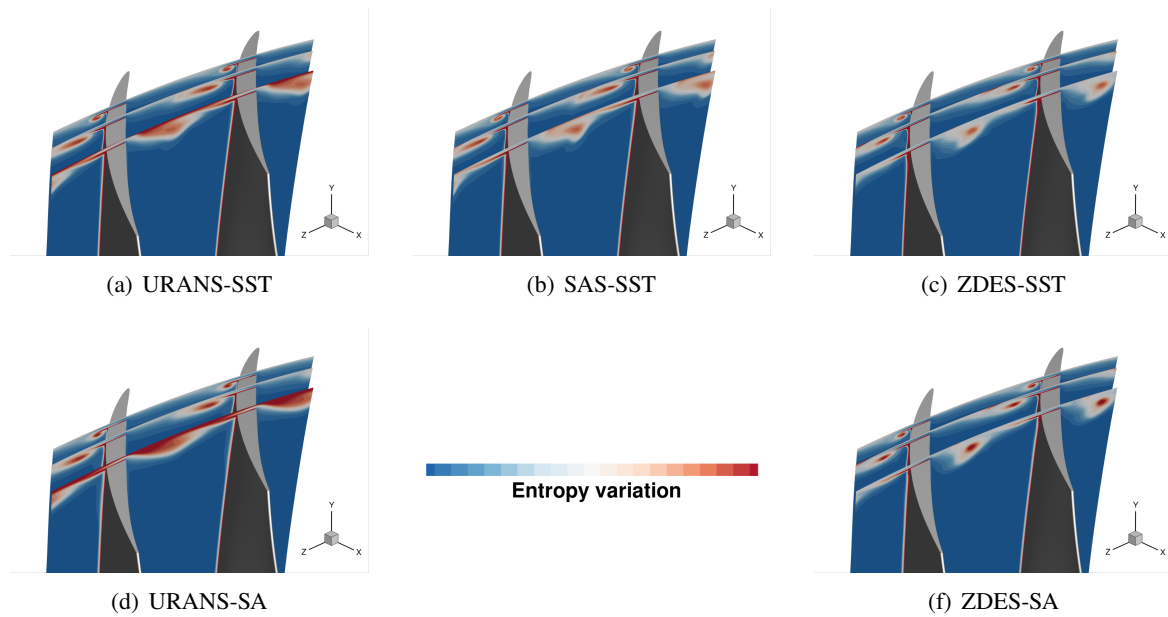 Y
Z X
Y
Z X
Y
Z X
(a) URANS-SST
(b) SAS-SST
(c) ZDES-SST
Y
Z X
Entropy variation
Y
Z X
(d) URANS-SA
(f) ZDES-SA